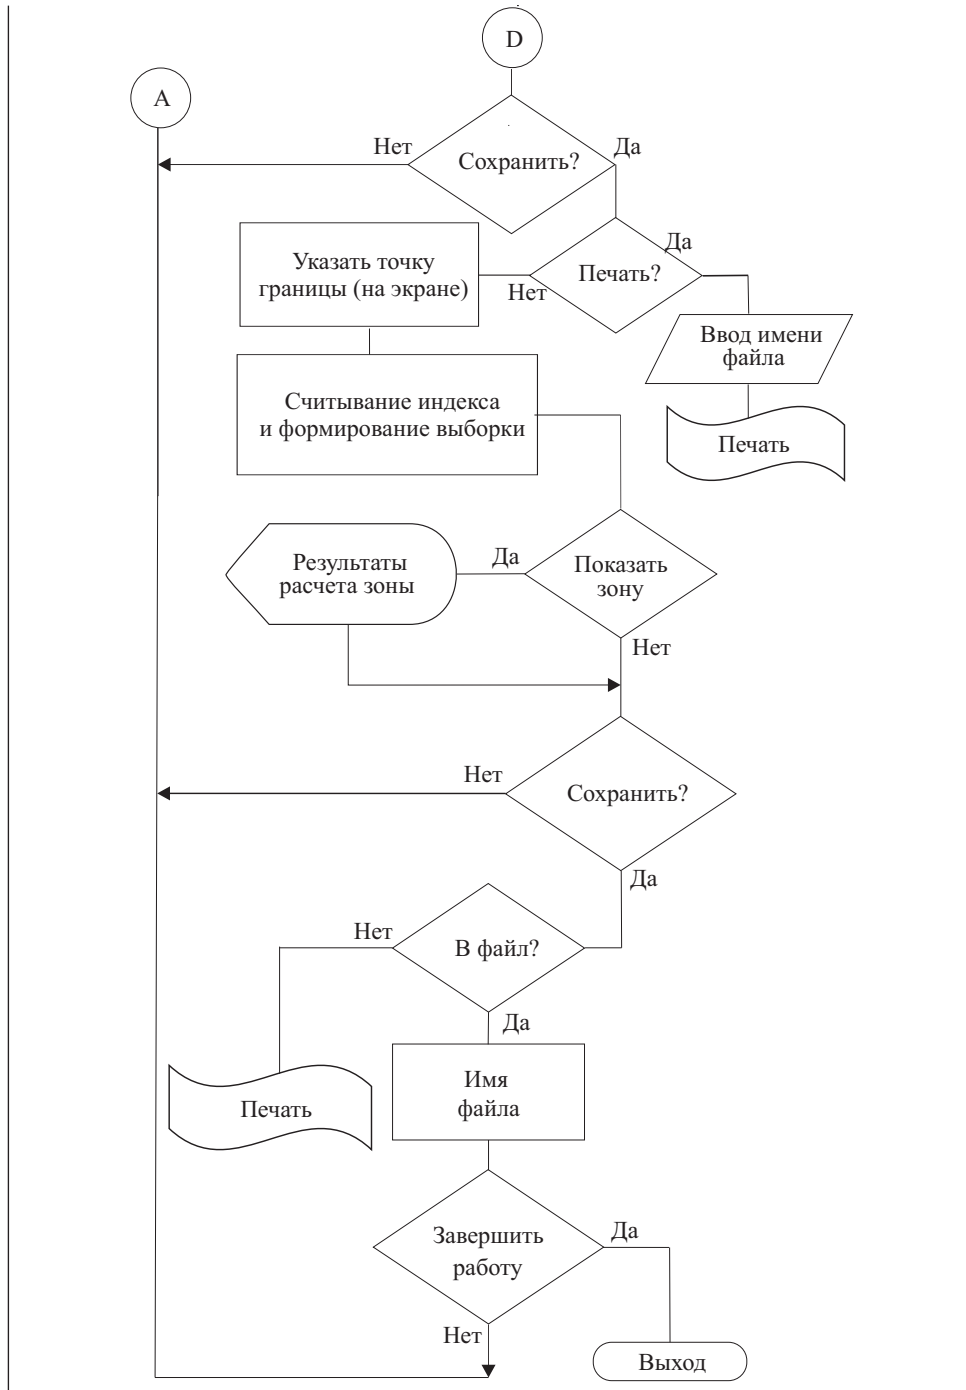 D
A
Нет
Сохранить?
Да
Указать точку
границы (на экране)
Нет
Печать?
Да
Ввод имени
файла
Считывание индекса
и формирование выборки
Печать
Результаты
расчета зоны
Да
Показать
зону
Нет
Нет
Сохранить?
Да
Нет
В файл?
Да
Печать
Имя
файла
Завершить
работу
Да
Нет
Выход